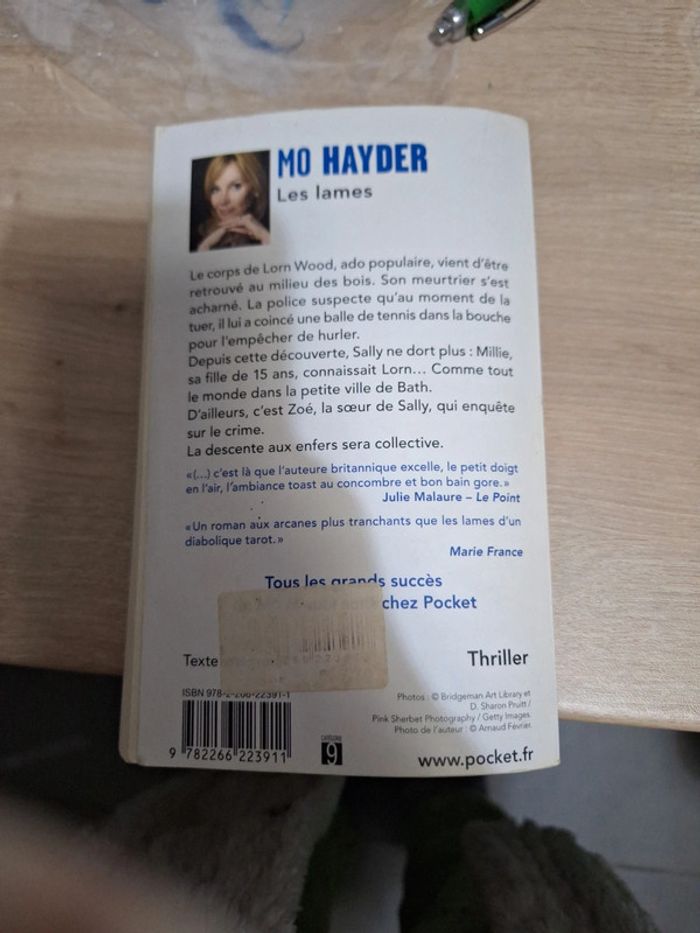 MO HAYDER
Les lames
Le corps de Lorn Wood, ado populaire, vient d'être
retrouvé au milieu des bois. Son meurtrier s'est
acharné. La police suspecte qu'au moment de la
tuer, il lui a coincé une balle de tennis dans la bouche
pour l'empêcher de hurler.
Depuis cette découverte, Sally ne dort plus : Millie,
sa fille de 15 ans, connaissait Lorn... Comme tout
le monde dans la petite ville de Bath.
D'ailleurs, c'est Zoé, la sœur de Sally, qui enquête
sur le crime.
La descente aux enfers sera collective.
«(...) c'est là que l'auteure britannique excelle, le petit doigt
en l'air, l'ambiance toast au concombre et bon bain gore.»
Julie Malaure – Le Point
«Un roman aux arcanes plus tranchants que les lames d'un
diabolique tarot.»
Marie France
Tous les grands succès
chez Pocket
Texte
Thriller
ISBN 978-2-266-22391-1
9 782266 223911
CATÉGORIE
9
Photos : © Bridgeman Art Library et
D. Sharon Pruitt /
Pink Sherbet Photography / Getty Images
Photo de l'auteur : © Arnaud Février.
www.pocket.fr